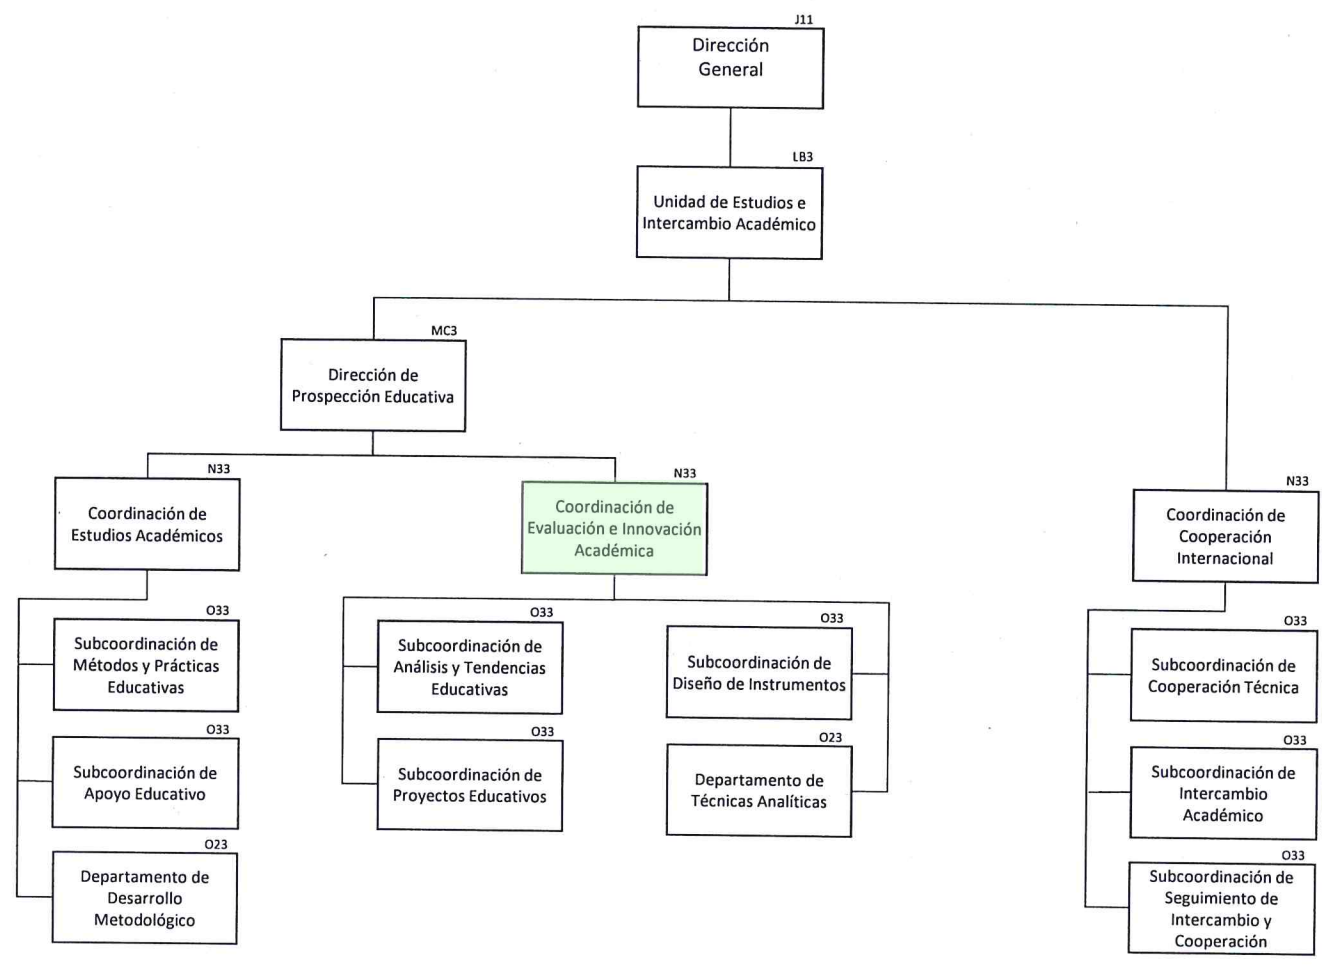 J11
Dirección
General
LB3
Unidad de Estudios e
Intercambio Académico
MC3
Dirección de
Prospección Educativa
N33
Coordinación de
Estudios Académicos
N33
Coordinación de
Evaluación e Innovación
Académica
N33
Coordinación de
Cooperación
Internacional
O33
Subcoordinación de
Métodos y Prácticas
Educativas
O33
Subcoordinación de
Apoyo Educativo
O23
Departamento de
Desarrollo
Metodológico
O33
Subcoordinación de
Análisis y Tendencias
Educativas
O33
Subcoordinación de
Proyectos Educativos
O33
Subcoordinación de
Diseño de Instrumentos
O23
Departamento de
Técnicas Analíticas
O33
Subcoordinación de
Cooperación Técnica
O33
Subcoordinación de
Intercambio
Académico
O33
Subcoordinación de
Seguimiento de
Intercambio y
Cooperación